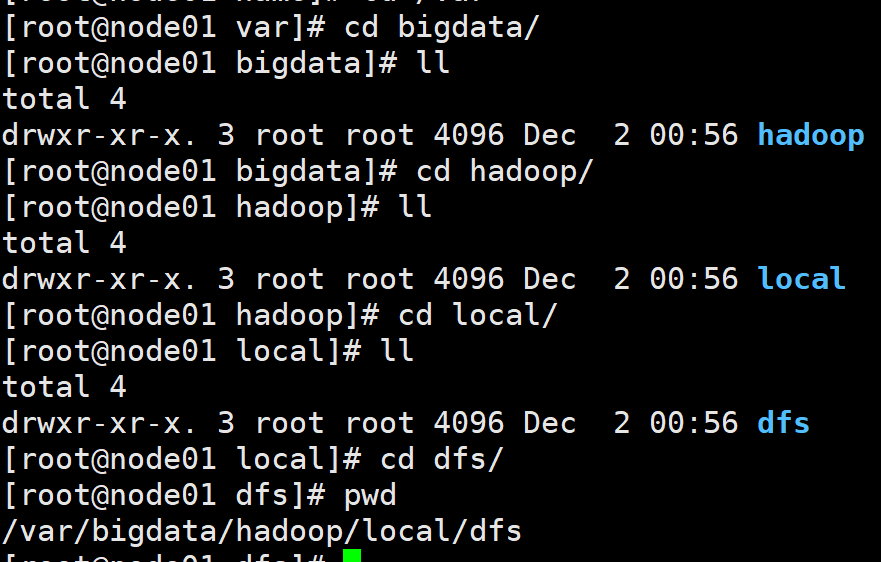 [root@node01 var]# cd bigdata/
[root@node01 bigdata]# ll
total 4
drwxr-xr-x. 3 root root 4096 Dec  2 00:56 hadoop
[root@node01 bigdata]# cd hadoop/
[root@node01 hadoop]# ll
total 4
drwxr-xr-x. 3 root root 4096 Dec  2 00:56 local
[root@node01 hadoop]# cd local/
[root@node01 local]# ll
total 4
drwxr-xr-x. 3 root root 4096 Dec  2 00:56 dfs
[root@node01 local]# cd dfs/
[root@node01 dfs]# pwd
/var/bigdata/hadoop/local/dfs
[root@node01 dfs]#